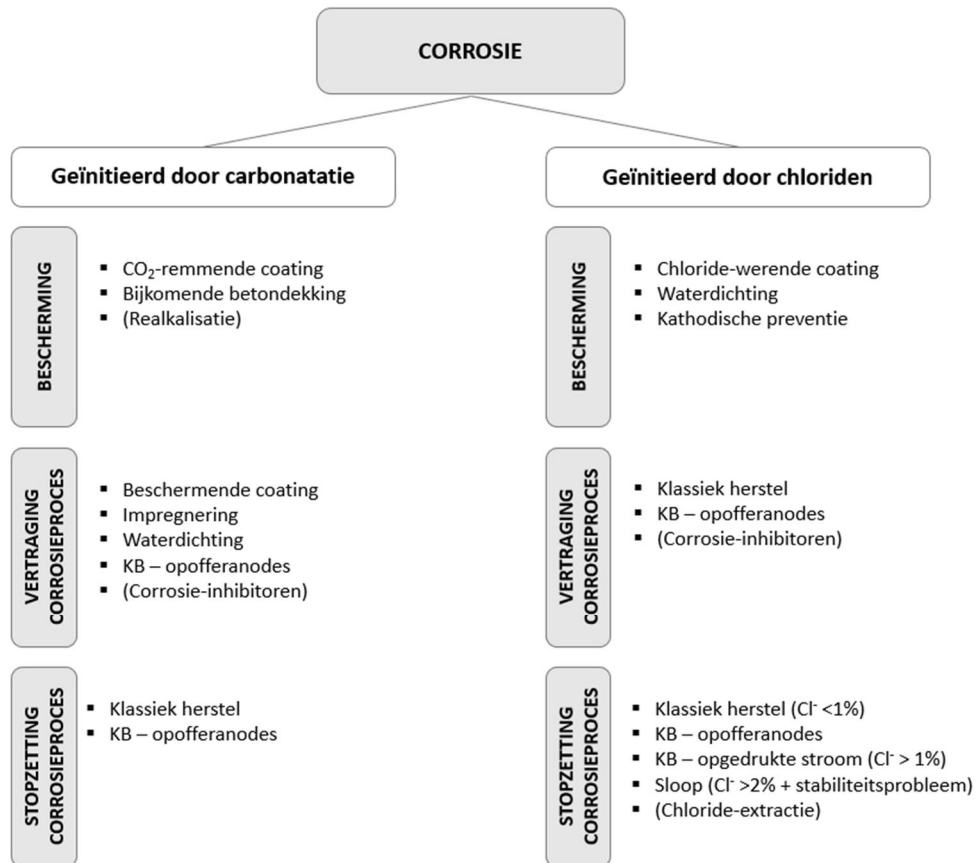 CORROSIE
Geïnitieerd door carbonatatie
BESCHERMING
▪ CO₂-remmende coating
▪ Bijkomende betondekking
▪ (Realkalisatie)
VERTRAGING
CORROSIEPROCES
▪ Beschermende coating
▪ Impregnering
▪ Waterdichting
▪ KB – opofferanodes
▪ (Corrosie-inhibitoren)
STOPZETTING
CORROSIEPROCES
▪ Klassiek herstel
▪ KB – opofferanodes
Geïnitieerd door chloriden
BESCHERMING
▪ Chloride-werende coating
▪ Waterdichting
▪ Kathodische preventie
VERTRAGING
CORROSIEPROCES
▪ Klassiek herstel
▪ KB – opofferanodes
▪ (Corrosie-inhibitoren)
STOPZETTING
CORROSIEPROCES
▪ Klassiek herstel (Cl⁻ <1%)
▪ KB – opofferanodes
▪ KB – opgedrukte stroom (Cl⁻ > 1%)
▪ Sloop (Cl⁻ >2% + stabiliteitsprobleem)
▪ (Chloride-extractie)